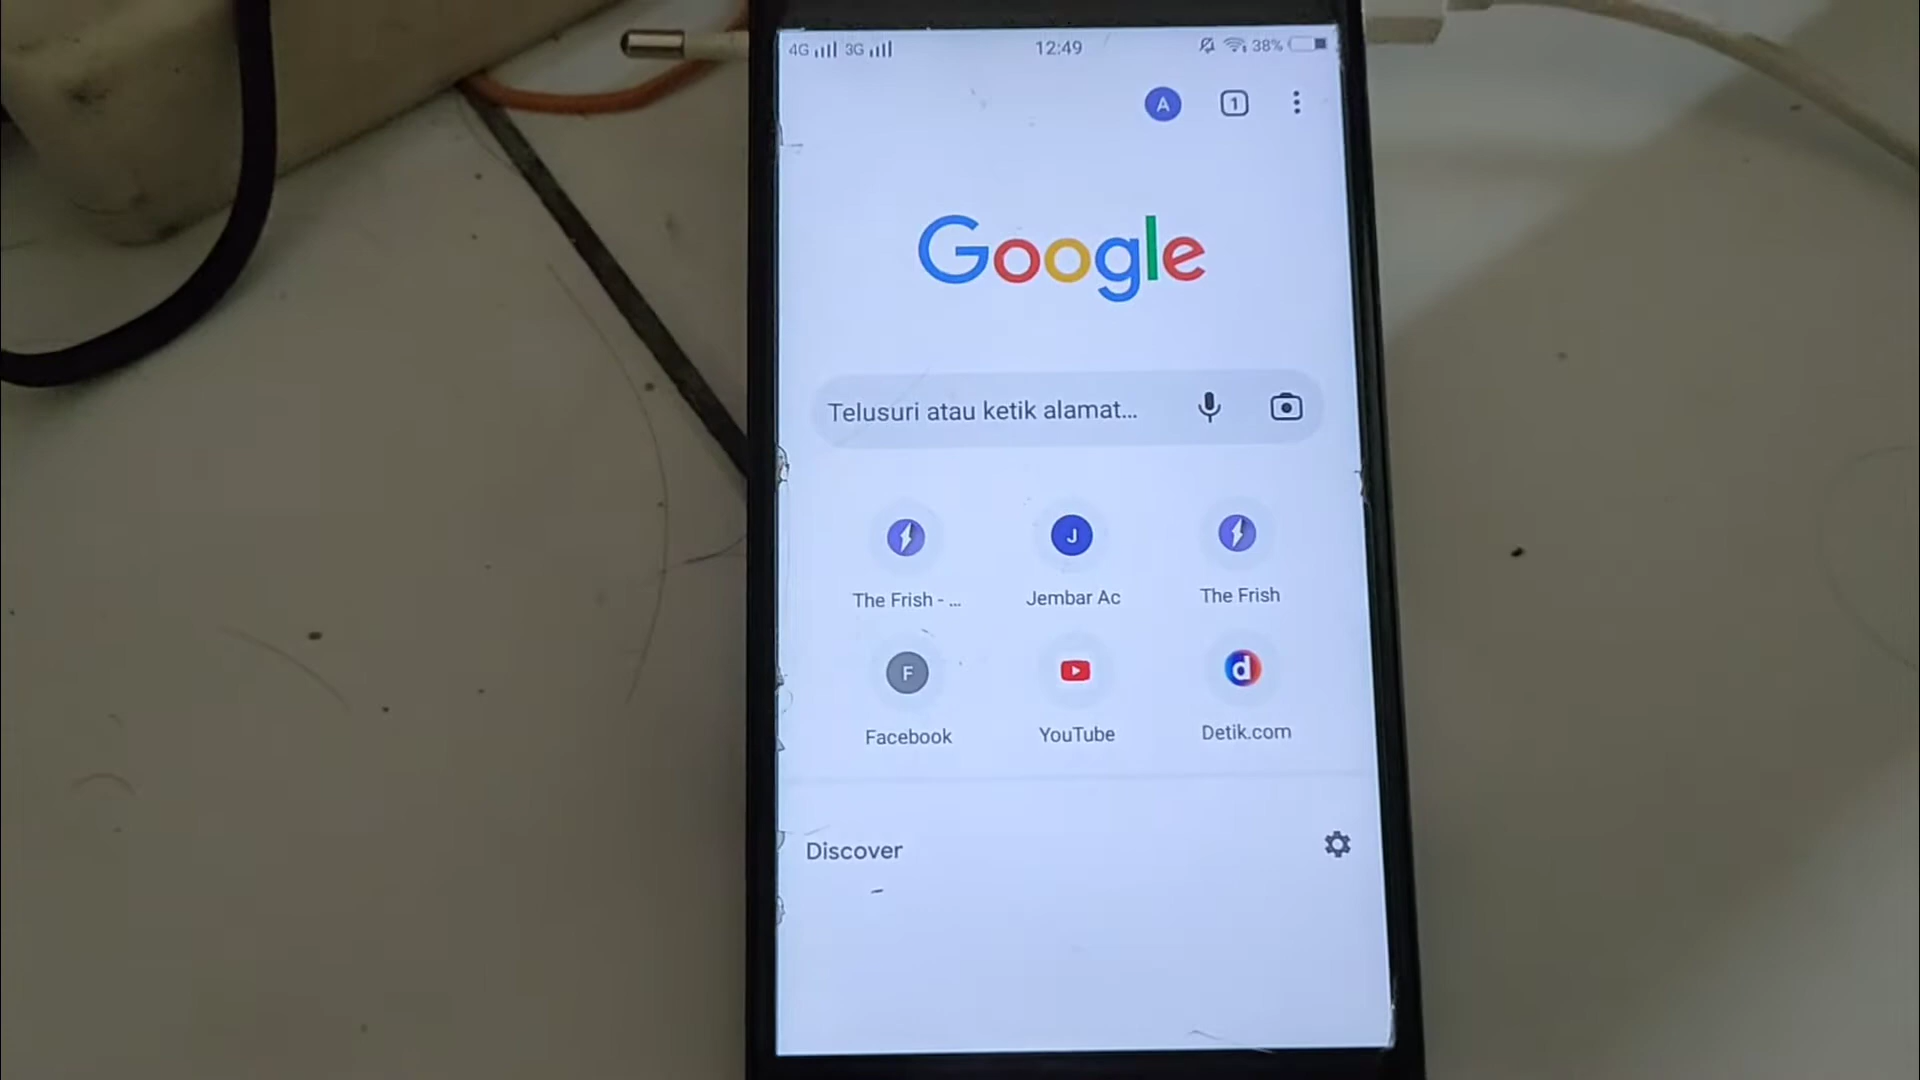 4G 3G 12:49 38%
A 1
Google
Telusuri atau ketik alamat...
J
The Frish - ... Jembar Ac The Frish
F d
Facebook YouTube Detik.com
Discover